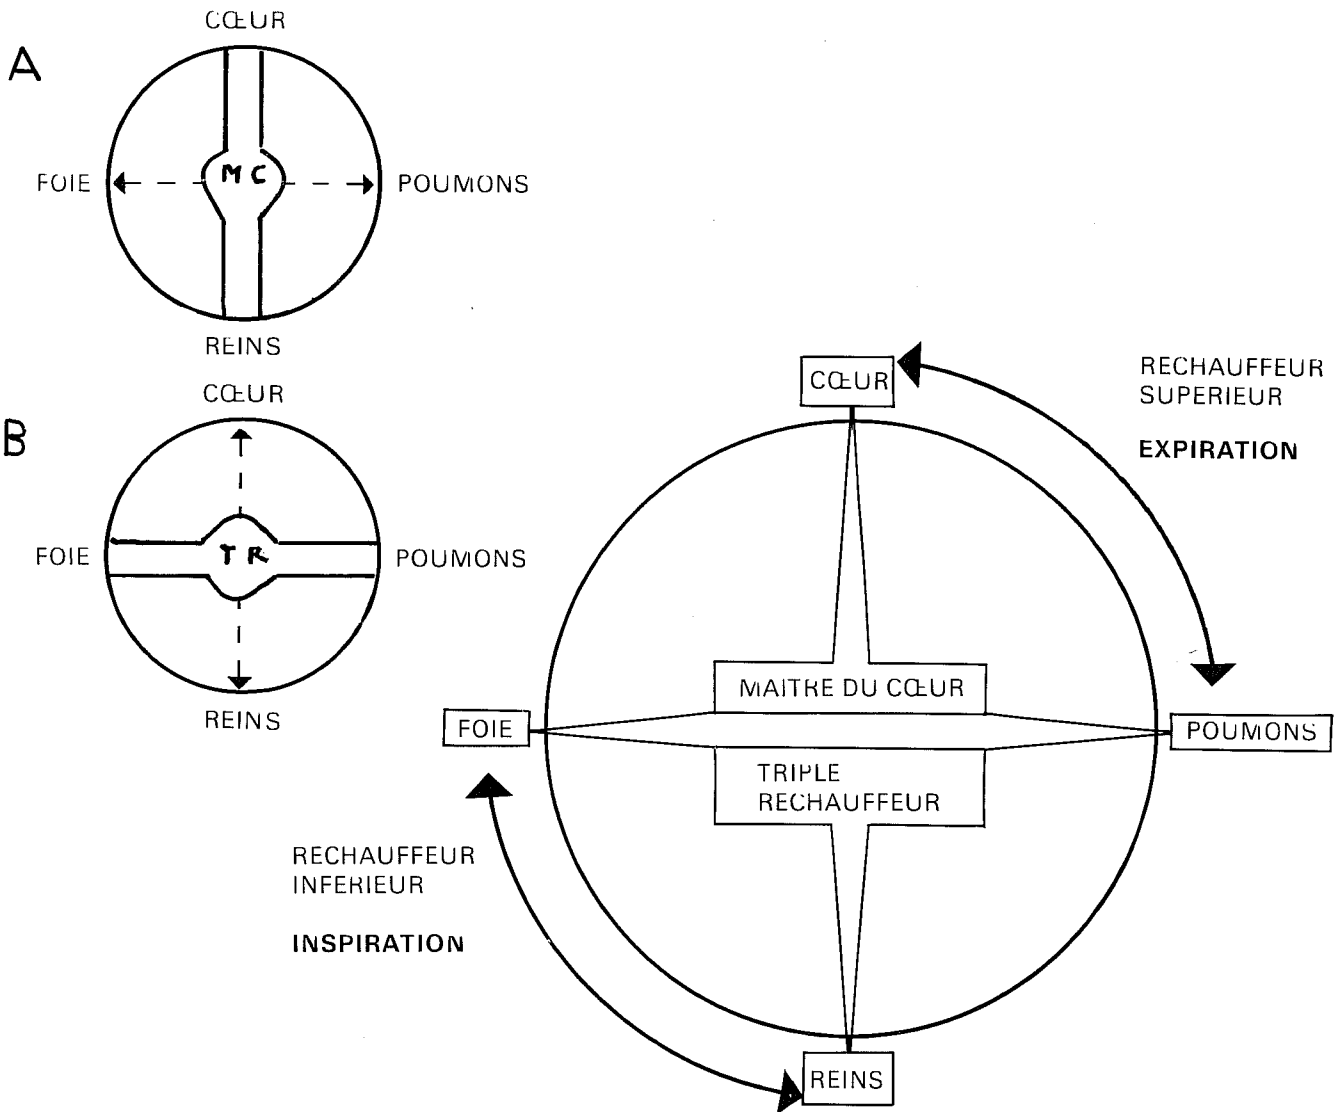 CŒUR
A
MC
FOIE
POUMONS
REINS
CŒUR
B
TR
FOIE
POUMONS
REINS
CŒUR
RECHAUFFEUR
SUPERIEUR
EXPIRATION
MAITRE DU CŒUR
FOIE
POUMONS
TRIPLE
RECHAUFFEUR
RECHAUFFEUR
INFERIEUR
INSPIRATION
REINS